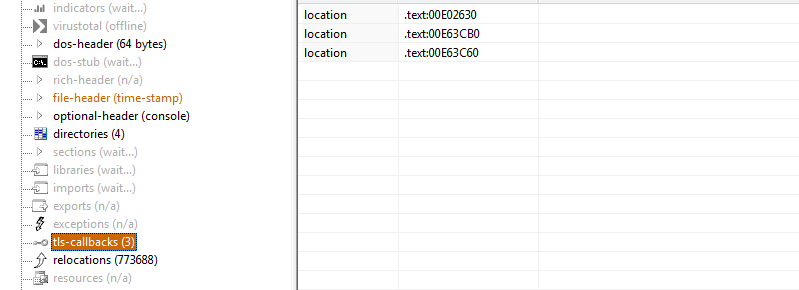 indicators (wait...)
virustotal (offline)
dos-header (64 bytes)
dos-stub (wait...)
rich-header (n/a)
file-header (time-stamp)
optional-header (console)
directories (4)
sections (wait...)
libraries (wait...)
imports (wait...)
exports (n/a)
exceptions (n/a)
tls-callbacks (3)
relocations (773688)
resources (n/a)
location .text:00E02630
location .text:00E63CB0
location .text:00E63C60